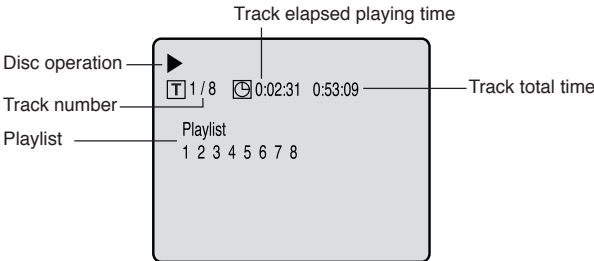 Track elapsed playing time
Disc operation
T 1 / 8 0:02:31 0:53:09
Track total time
Track number
Playlist
Playlist
1 2 3 4 5 6 7 8